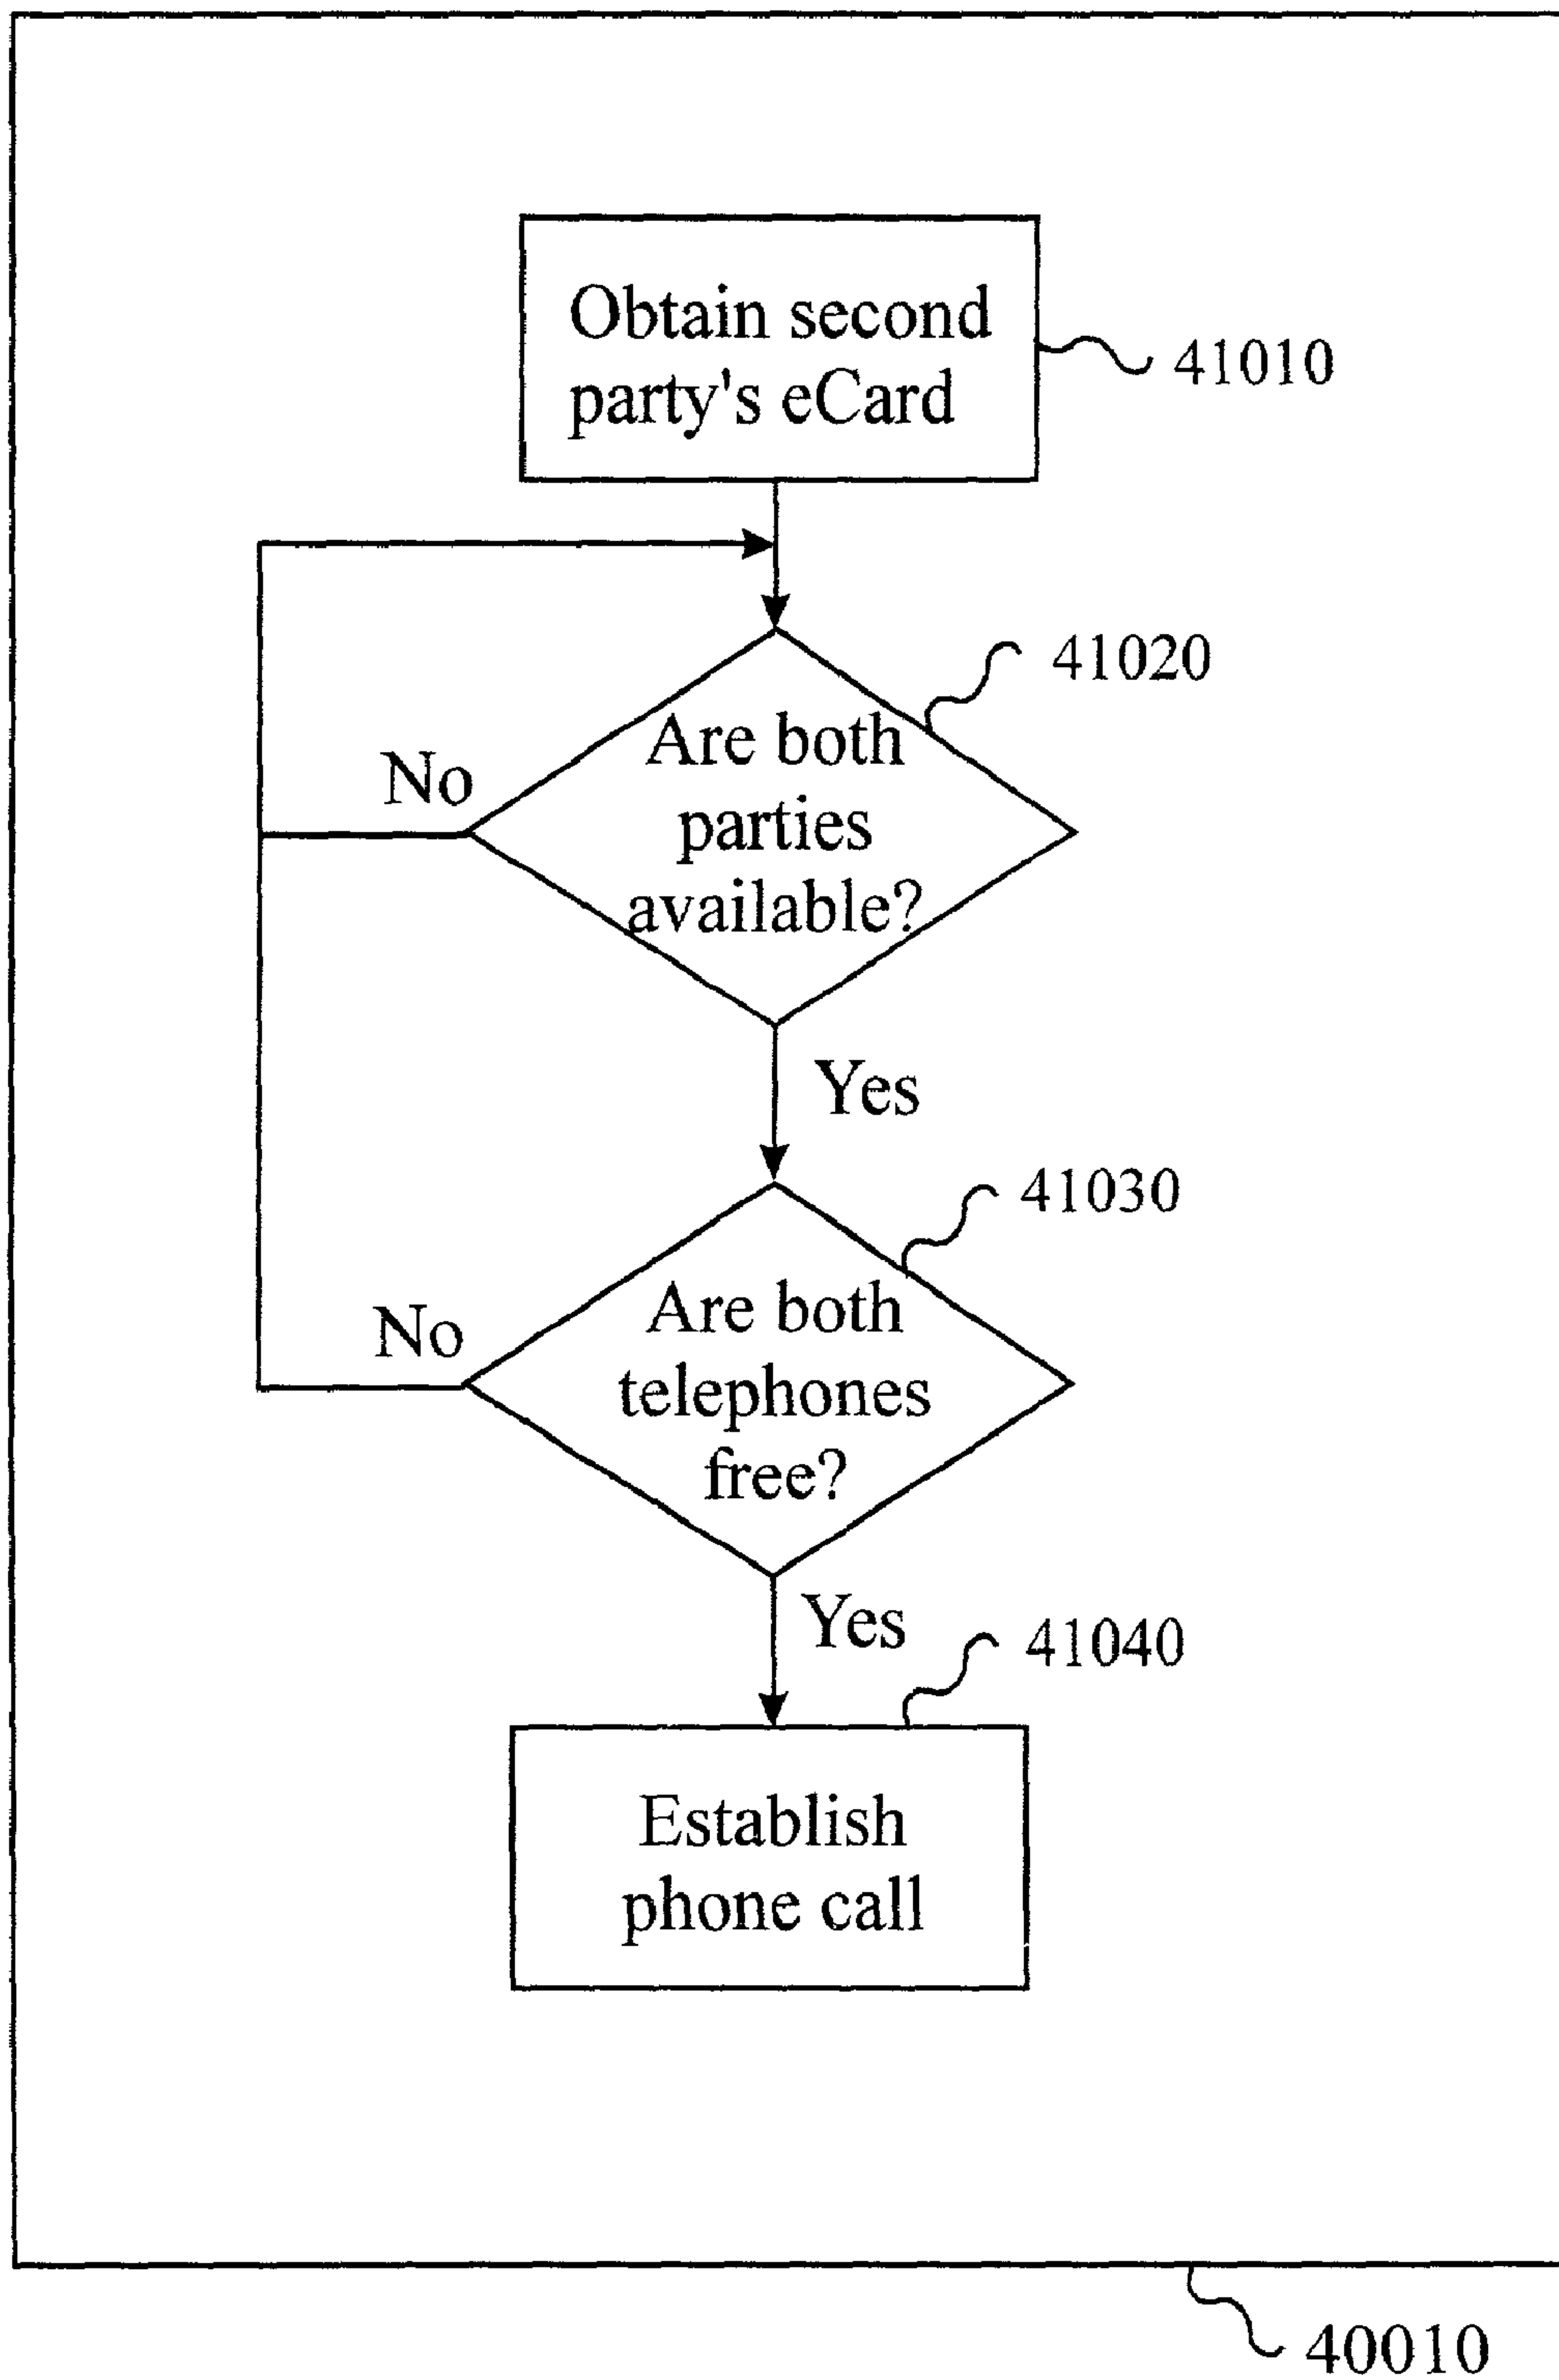 Obtain second
party's eCard
41010
41020
Are both
parties
available?
No
Yes
41030
Are both
telephones
free?
No
Yes
41040
Establish
phone call
40010